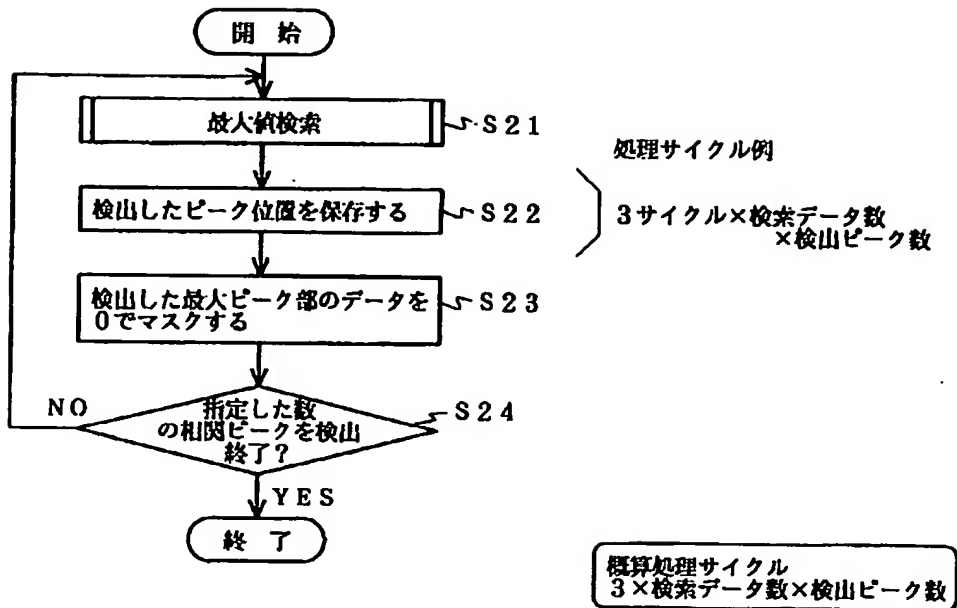 開 始
最大値検索
S21
処理サイクル例
検出したピーク位置を保存する
S22
3サイクル×検索データ数
×検出ピーク数
検出した最大ピーク部のデータを
0でマスクする
S23
NO
指定した数
の相関ピークを検出
終了?
S24
YES
終 了
概算処理サイクル
3×検索データ数×検出ピーク数